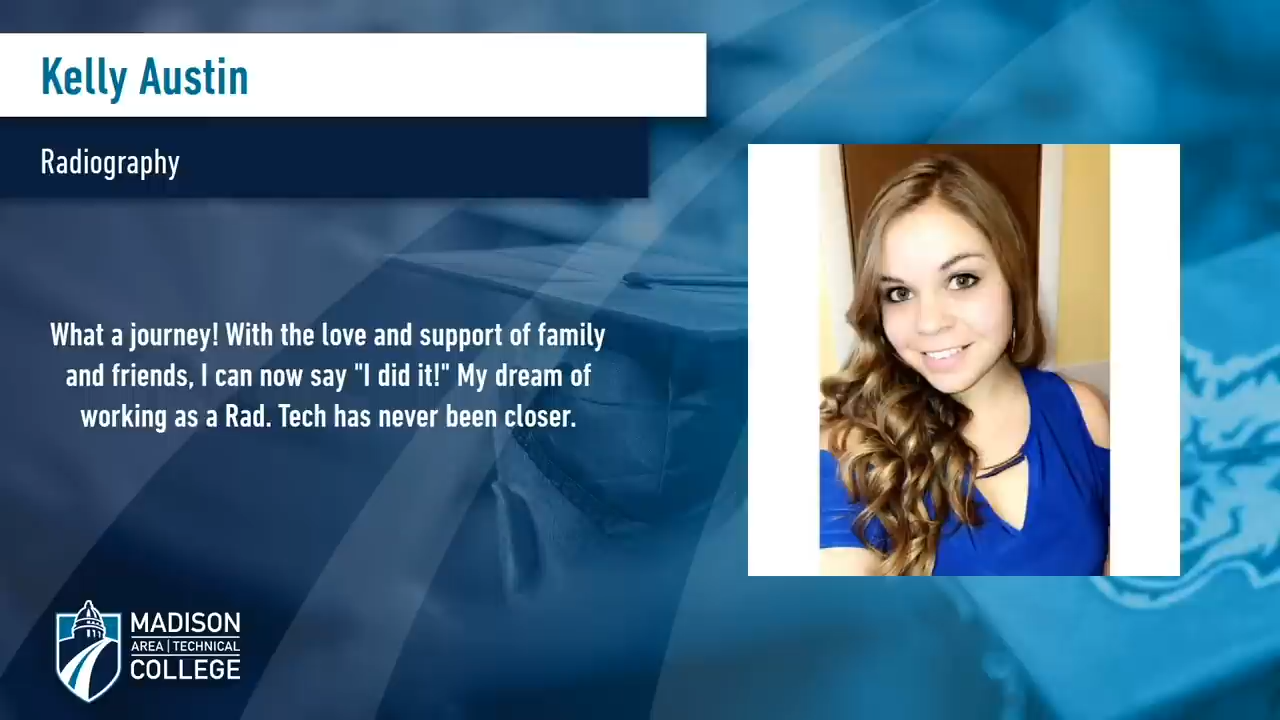 Kelly Austin
Radiography
What a journey! With the love and support of family
and friends, I can now say "I did it!" My dream of
working as a Rad. Tech has never been closer.
MADISON
AREA | TECHNICAL
COLLEGE